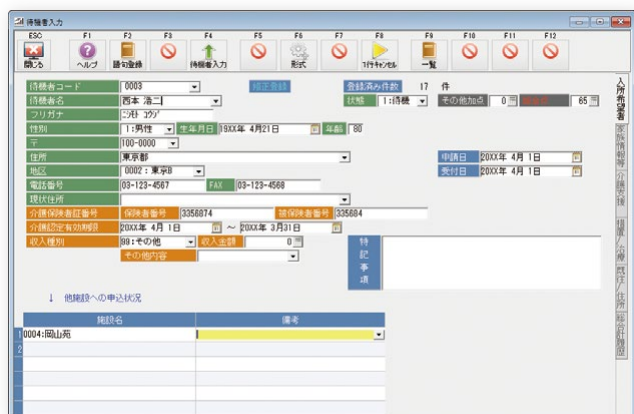 待機者入力
ESC F1 F2 F3 F4 F5 F6 F7 F8 F9 F10 F11 F12
閉じる ヘルプ 語句登録 待機者入力 形式 1行キャンセル 一覧
待機者コード 0003 修正登録 登録済み件数 17 件
待機者名 西本 浩二 状態 1:待機 その他加点 0 65
フリガナ ﾆｼﾓﾄ ｺｳｼﾞ
性別 1:男性 生年月日 19XX年 4月21日 年齢 80
〒 100-0000
住所 東京都 申請日 20XX年 4月 1日
地区 0002:東京B 受付日 20XX年 4月 1日
電話番号 03-123-4567 FAX 03-123-4568
現状住所
介護保険者証番号 保険者番号 3356874 被保険者番号 335684
介護認定有効期限 20XX年 4月 1日 ～ 20XX年 3月31日
収入種別 99:その他 収入金額 0 特記事項
その他内容
↓ 他施設への申込状況
施設名 備考
1 0004:岡山苑
2
入所希望者
家族情報等
介護支援
措置/治療
既往/住所
総合計履歴